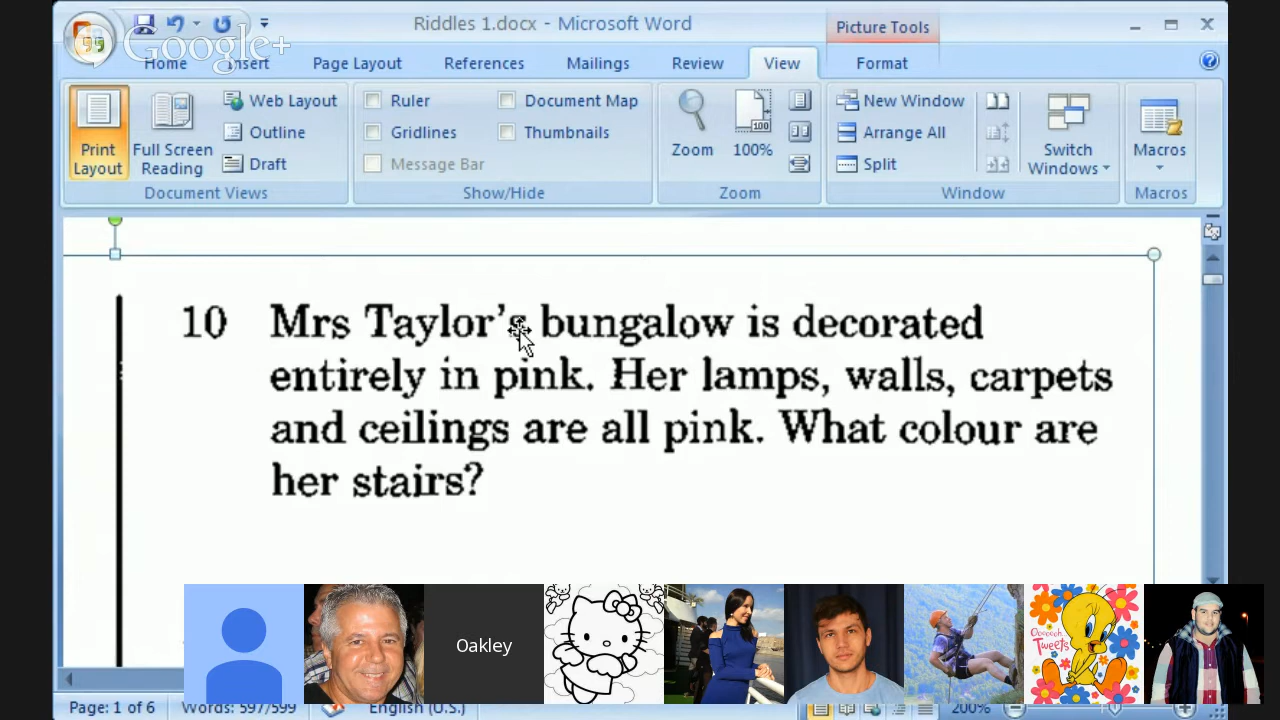 Riddles 1.docx - Microsoft Word
Picture Tools
Google+
Home Insert Page Layout References Mailings Review View Format
Print Layout
Full Screen Reading
Web Layout
Outline
Draft
Document Views
Ruler
Gridlines
Message Bar
Document Map
Thumbnails
Show/Hide
Zoom
100
100%
Zoom
New Window
Arrange All
Split
Switch Windows
Window
Macros
Macros
10 Mrs Taylor's bungalow is decorated
entirely in pink. Her lamps, walls, carpets
and ceilings are all pink. What colour are
her stairs?
Oakley
Ooooooh
Tweets
Page: 1 of 6 Words: 597/599 English (U.S.) 200%